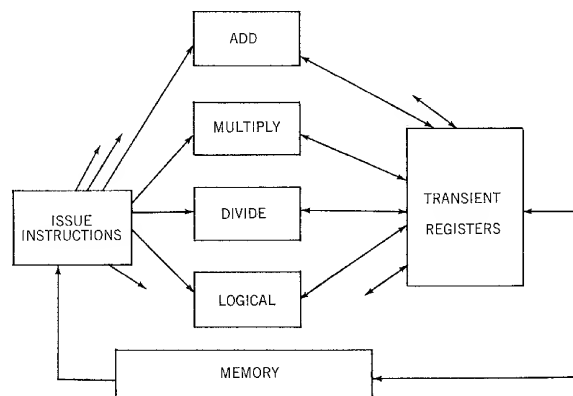 ADD
MULTIPLY
DIVIDE
LOGICAL
ISSUE
INSTRUCTIONS
TRANSIENT
REGISTERS
MEMORY